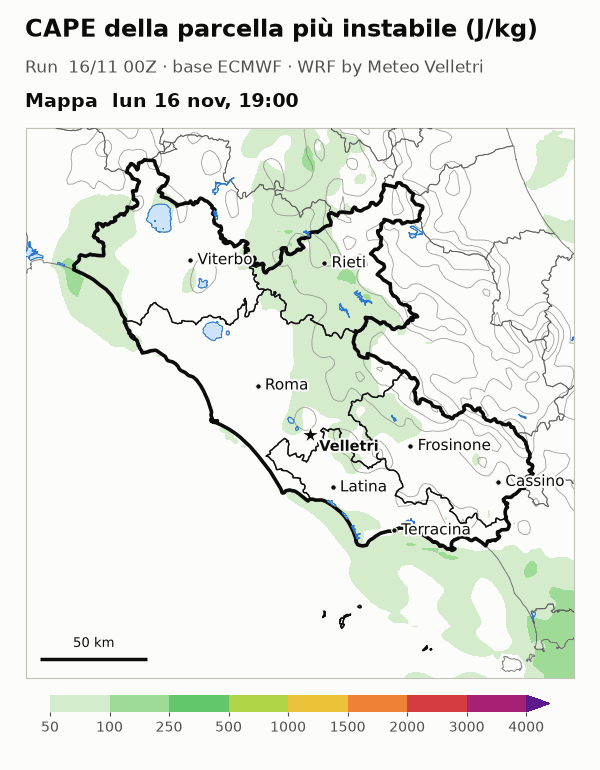 CAPE della parcella più instabile (J/kg)
Run 16/11 00Z · base ECMWF · WRF by Meteo Velletri
Mappa lun 16 nov, 19:00
Viterbo
Rieti
Roma
Velletri
Frosinone
Cassino
Latina
Terracina
50 km
50 100 250 500 1000 1500 2000 3000 4000